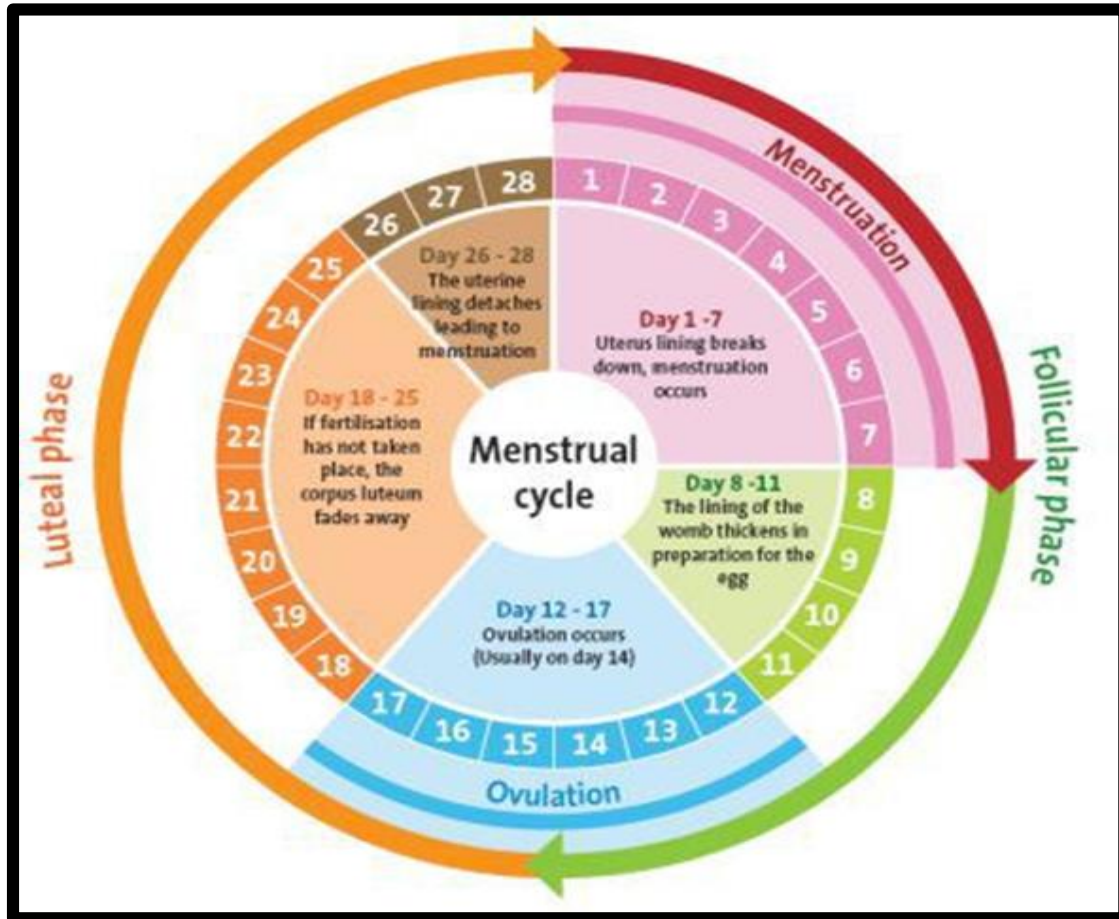 Menstrual
cycle
Menstruation
Follicular phase
Ovulation
Luteal phase
Day 1 -7
Uterus lining breaks
down, menstruation
occurs
Day 8 -11
The lining of the
womb thickens in
preparation for the
egg
Day 12 - 17
Ovulation occurs
(Usually on day 14)
Day 18 - 25
If fertilisation
has not taken
place, the
corpus luteum
fades away
Day 26 - 28
The uterine
lining detaches
leading to
menstruation
1
2
3
4
5
6
7
8
9
10
11
12
13
14
15
16
17
18
19
20
21
22
23
24
25
26
27
28